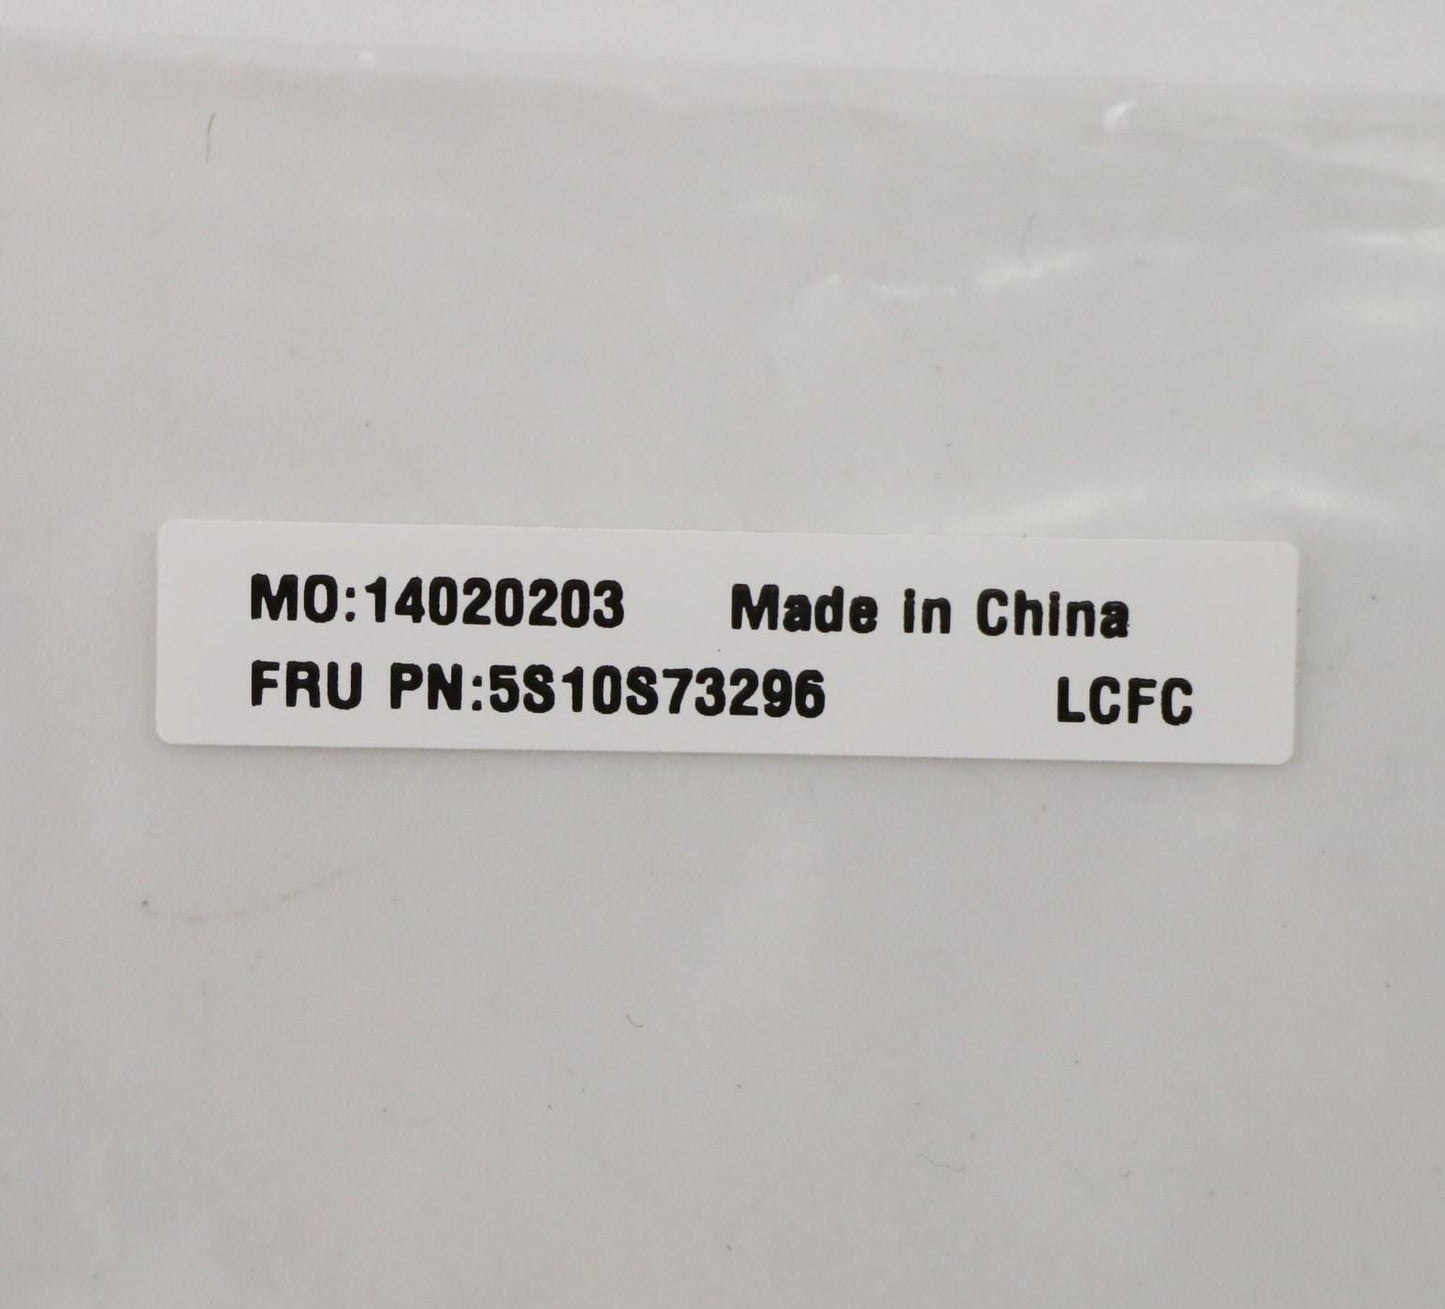 MO:14020203 Made in China
FRU PN:5S10S73296 LCFC